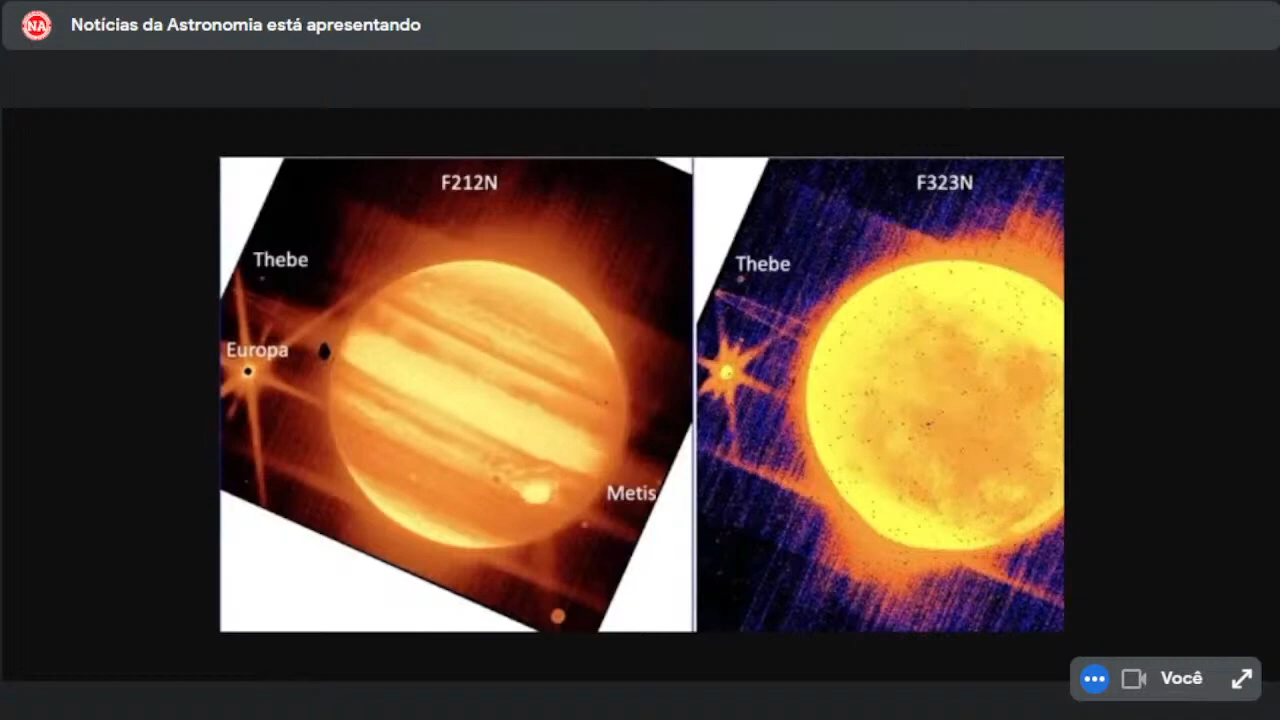 NA
Notícias da Astronomia está apresentando
F212N
F323N
Thebe
Thebe
Europa
Metis
Você